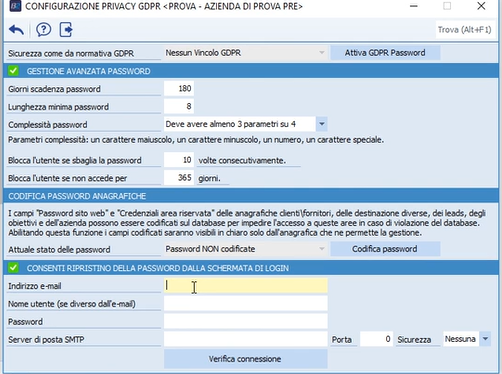 CONFIGURAZIONE PRIVACY GDPR <PROVA - AZIENDA DI PROVA PRE>
Trova (Alt+F1)
Sicurezza come da normativa GDPR Nessun Vincolo GDPR Attiva GDPR Password
GESTIONE AVANZATA PASSWORD
Giorni scadenza password 180
Lunghezza minima password 8
Complessità password Deve avere almeno 3 parametri su 4
Parametri complessità: un carattere maiuscolo, un carattere minuscolo, un numero, un carattere speciale.
Blocca l'utente se sbaglia la password 10 volte consecutivamente.
Blocca l'utente se non accede per 365 giorni.
CODIFICA PASSWORD ANAGRAFICHE
I campi "Password sito web" e "Credenziali area riservata" delle anagrafiche clienti\fornitori, delle destinazione diverse, dei leads, degli
obiettivi e dell'azienda possono essere codificati sul database per impedire l'accesso a queste aree in caso di violazione del database.
Abilitando questa funzione i campi codificati saranno visibili in chiaro solo dall'anagrafica che ne permette la gestione.
Attuale stato delle password Password NON codificate Codifica password
CONSENTI RIPRISTINO DELLA PASSWORD DALLA SCHERMATA DI LOGIN
Indirizzo e-mail
Nome utente (se diverso dall'e-mail)
Password
Server di posta SMTP Porta 0 Sicurezza Nessuna
Verifica connessione